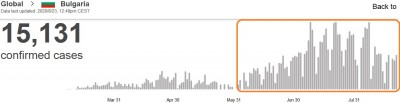 Global > Bulgaria
Data last updated: 2020/8/23, 12:48pm CEST
Back to
15,131
confirmed cases
Mar 31 Apr 30 May 31 Jun 30 Jul 31